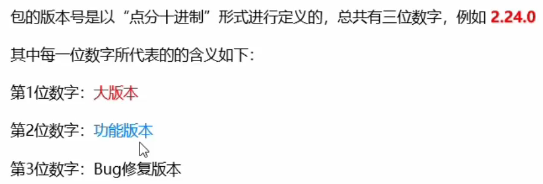 包的版本号是以“点分十进制”形式进行定义的，总共有三位数字，例如 2.24.0
其中每一位数字所代表的的含义如下：
第1位数字：大版本
第2位数字：功能版本
第3位数字：Bug修复版本